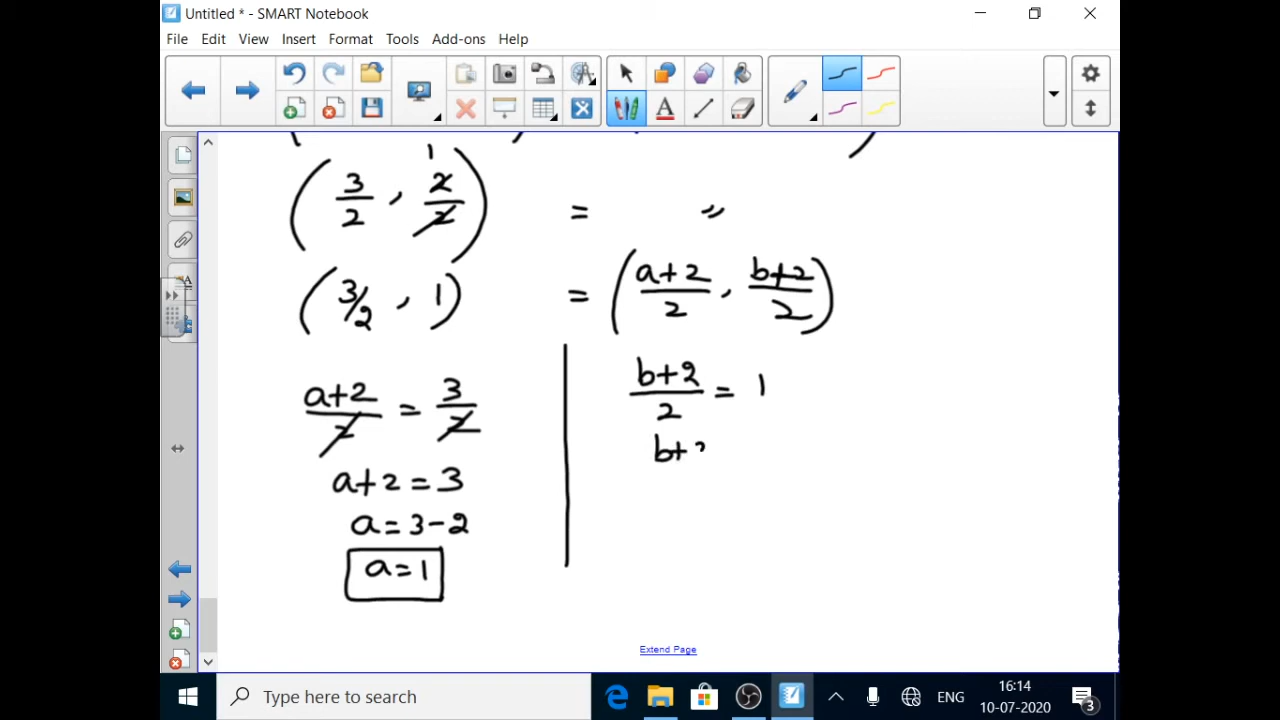 Untitled * - SMART Notebook
File Edit View Insert Format Tools Add-ons Help
(3/2, 2/2) = "
1
(3/2, 1) = (a+2/2, b+2/2)
a+2/2 = 3/2
a+2 = 3
a = 3-2
a = 1
b+2/2 = 1
b+
Extend Page
Type here to search
ENG
16:14
10-07-2020
3